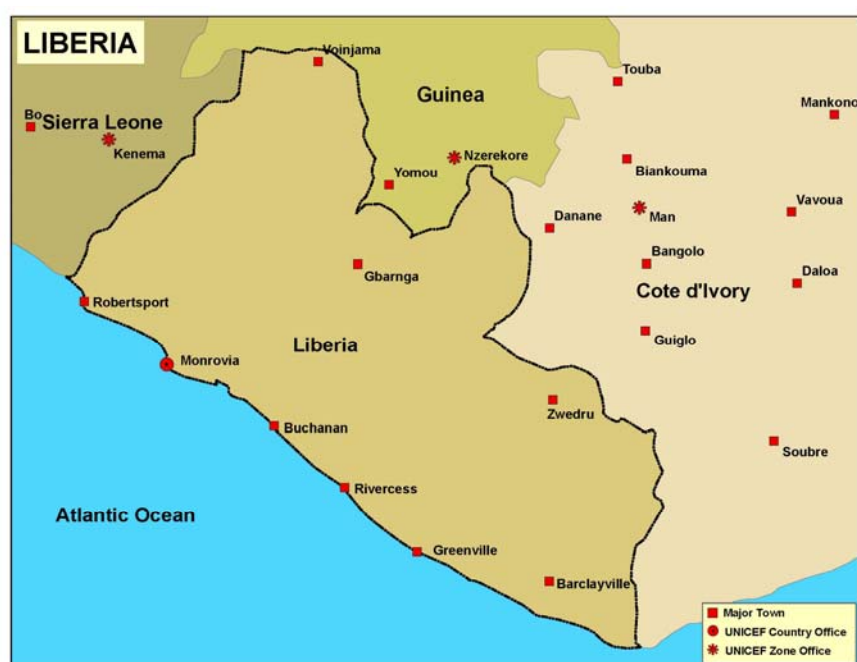 LIBERIA
Voinjama
Touba
Guinea
Mankono
Bo
Sierra Leone
Kenema
Nzerekore
Yomou
Biankouma
Danane
Man
Vavoua
Gbarnga
Bangolo
Daloa
Cote d'Ivory
Robertsport
Liberia
Guiglo
Monrovia
Zwedru
Buchanan
Soubre
Rivercess
Atlantic Ocean
Greenville
Barclayville
Major Town
UNICEF Country Office
UNICEF Zone Office